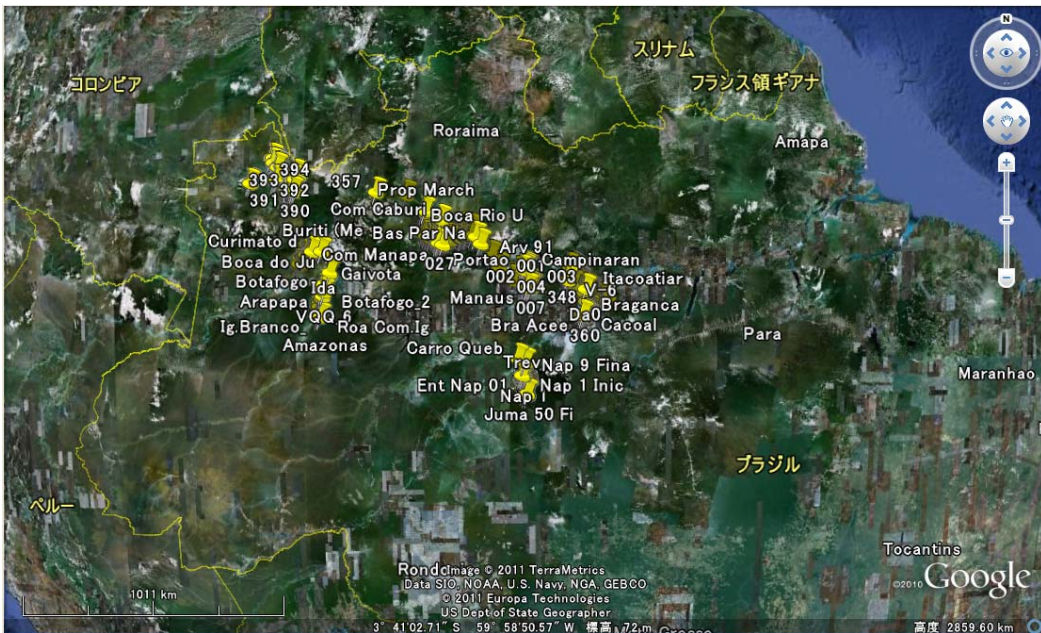 N
スリナム
コロンビア
フランス領ギアナ
Roraima
Amapa
394
393
392
357
Prop March
391
390
Com Caburi
Boca Rio U
Buriti (Me
Bas Par Na
Curimato d
Com Manapa
Arv 91
Boca do Ju
027
Portao
001
Campinaran
Gaivota
002
003
Itacoatiar
Botafogo
Ida
004
V-6
Arapapa
Botafogo_2
Manaus
348
Braganca
007
VQQ_6
Da0
Ig.Branco
Roa Com.Ig
Bra Acee
Cacoal
360
Para
Amazonas
Carro Queb
Trev
Nap 9 Fina
Maranhao
Ent Nap 01
Nap 1 Inic
Nap 1
Juma 50 Fi
ブラジル
ペルー
Tocantins
Image © 2011 TerraMetrics
Data SIO, NOAA, U.S. Navy, NGA, GEBCO
© 2011 Europa Technologies
US Dept of State Geographer
©2010 Google
1011 km
3° 41'02.71" S 59° 58'50.57" W 標高 72 m
高度 2859.60 km